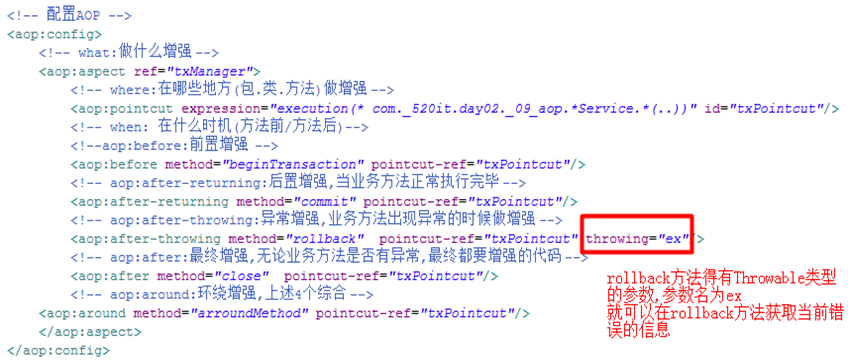 <!-- 配置AOP -->
<aop:config>
<!-- what:做什么增强 -->
<aop:aspect ref="txManager">
<!-- where:在哪些地方(包.类.方法)做增强 -->
<aop:pointcut expression="execution(* com._520it.day02._09_aop.*Service.*(..))" id="txPointcut"/>
<!-- when: 在什么时机(方法前/方法后)-->
<!--aop:before:前置增强 -->
<aop:before method="beginTransaction" pointcut-ref="txPointcut"/>
<!-- aop:after-returning:后置增强,当业务方法正常执行完毕 -->
<aop:after-returning method="commit" pointcut-ref="txPointcut"/>
<!-- aop:after-throwing:异常增强,业务方法出现异常的时候做增强 -->
<aop:after-throwing method="rollback"  pointcut-ref="txPointcut" throwing="ex"/>
<!-- aop:after:最终增强,无论业务方法是否有异常,最终都要增强的代码 -->
<aop:after method="close"  pointcut-ref="txPointcut"/>
<!-- aop:around:环绕增强,上述4个综合 -->
<aop:around method="arroundMethod" pointcut-ref="txPointcut"/>
</aop:aspect>
</aop:config>
rollback方法得有Throwable类型
的参数,参数名为ex
就可以在rollback方法获取当前错
误的信息